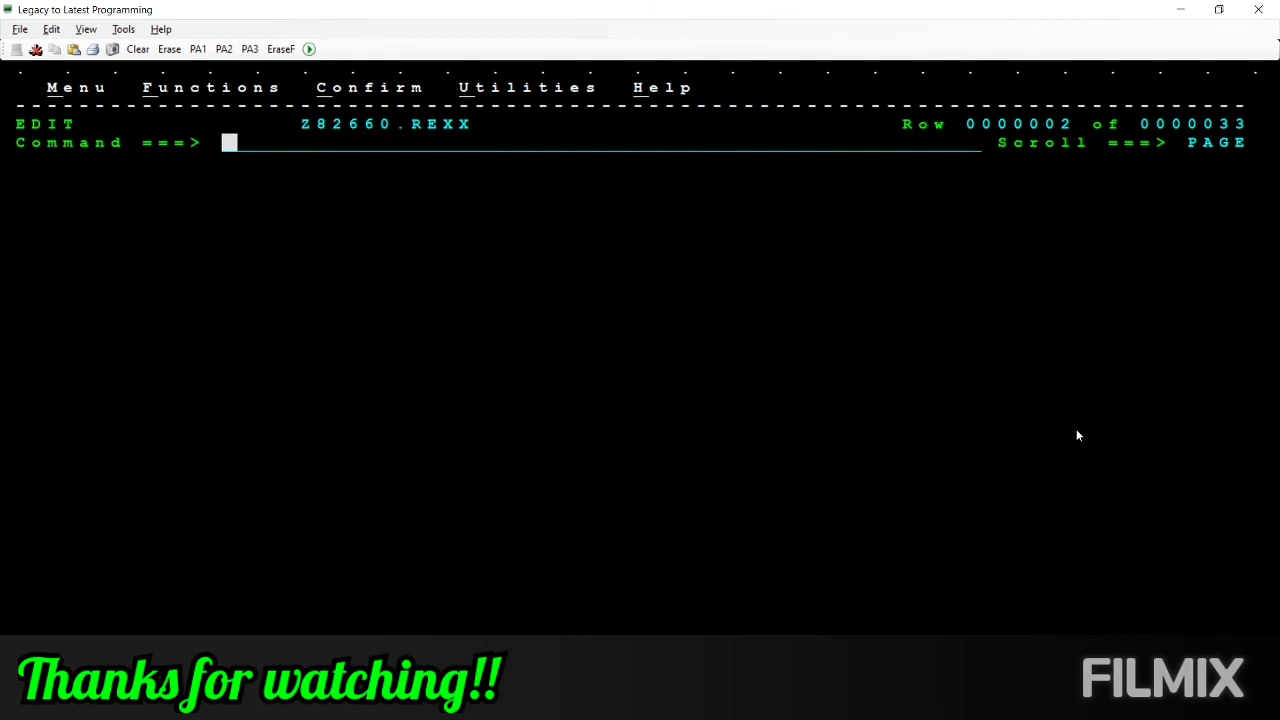 Legacy to Latest Programming
File Edit View Tools Help
Clear Erase PA1 PA2 PA3 EraseF
Menu Functions Confirm Utilities Help
EDIT Z82660.REXX Row 0000002 of 0000033
Command ===> Scroll ===> PAGE
Thanks for watching!!
FILMIX